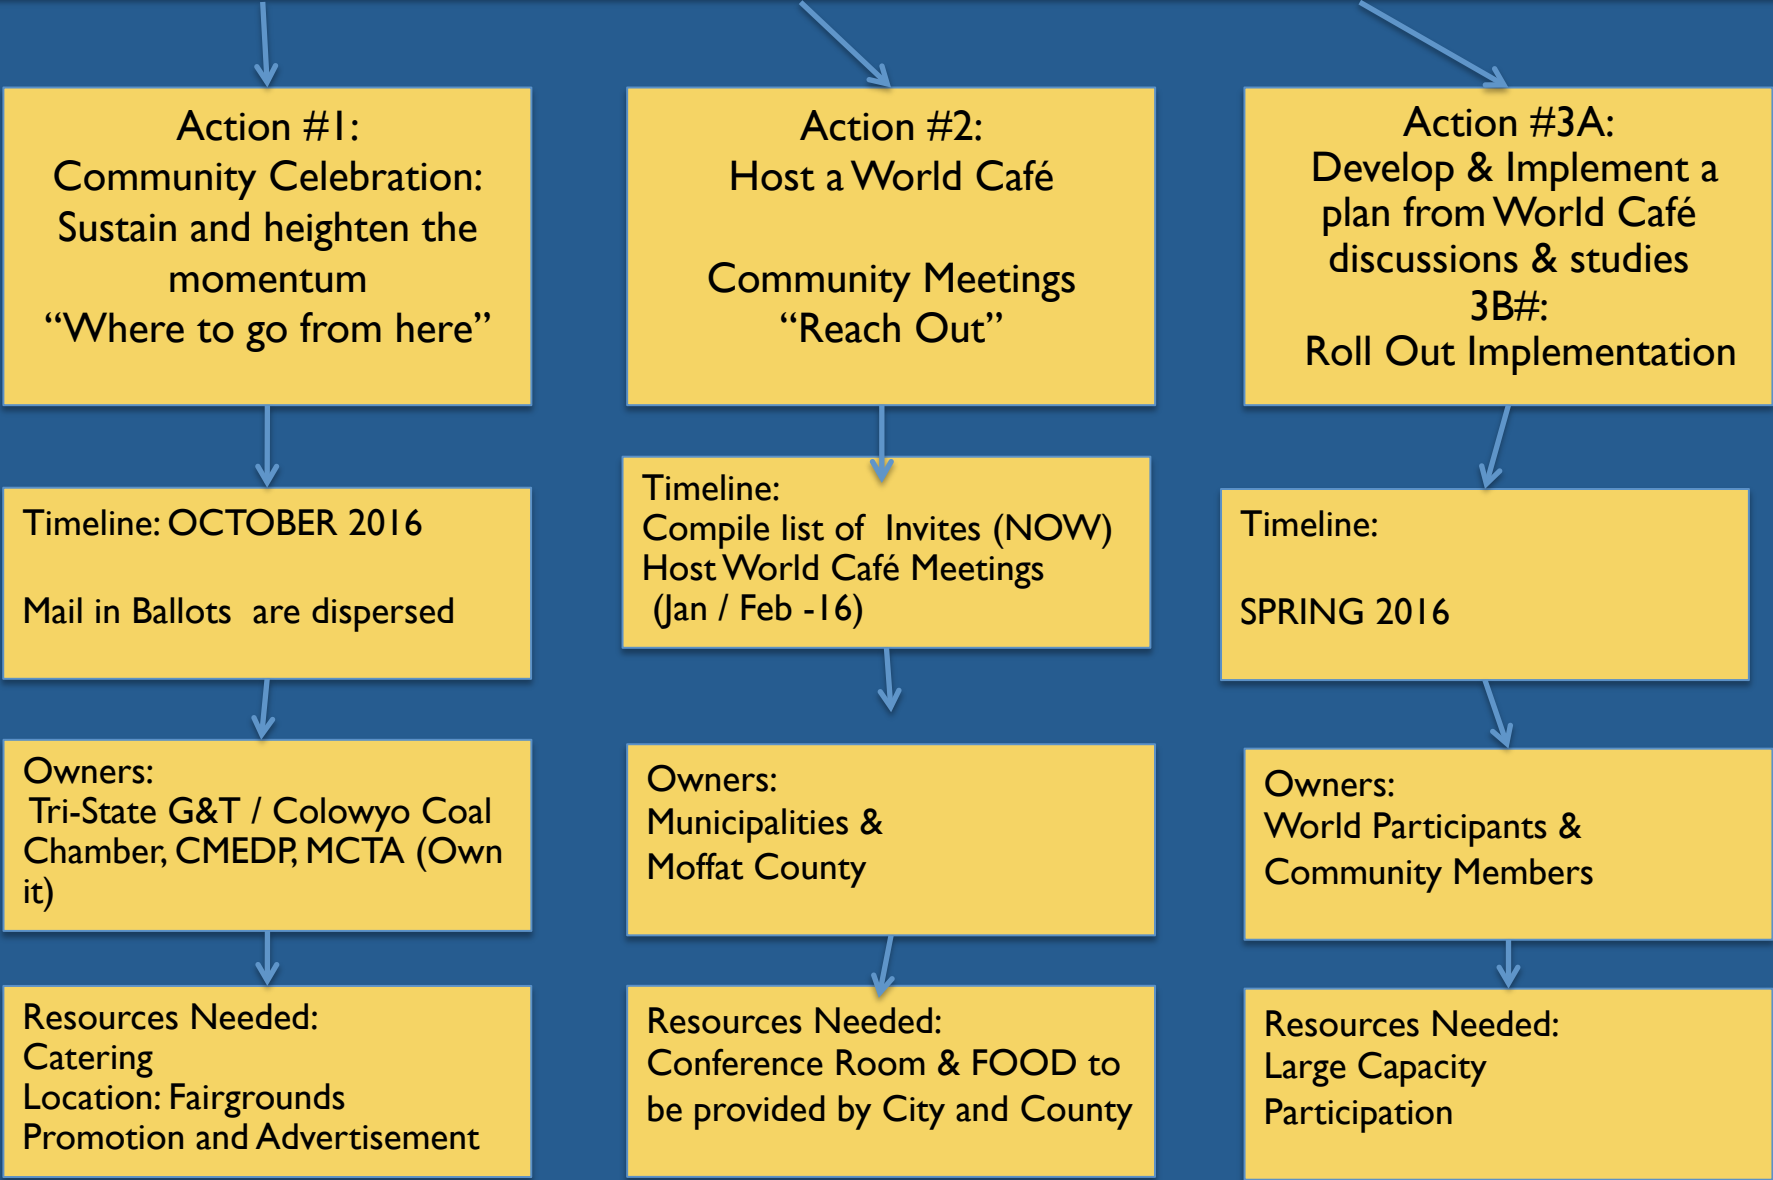 Action #1:
Community Celebration:
Sustain and heighten the
momentum
“Where to go from here”
Timeline: OCTOBER 2016
Mail in Ballots are dispersed
Owners:
Tri-State G&T / Colowyo Coal
Chamber, CMEDP, MCTA (Own
it)
Resources Needed:
Catering
Location: Fairgrounds
Promotion and Advertisement
Action #2:
Host a World Café
Community Meetings
“Reach Out”
Timeline:
Compile list of Invites (NOW)
Host World Café Meetings
(Jan / Feb -16)
Owners:
Municipalities &
Moffat County
Resources Needed:
Conference Room & FOOD to
be provided by City and County
Action #3A:
Develop & Implement a
plan from World Café
discussions & studies
3B#:
Roll Out Implementation
Timeline:
SPRING 2016
Owners:
World Participants &
Community Members
Resources Needed:
Large Capacity
Participation